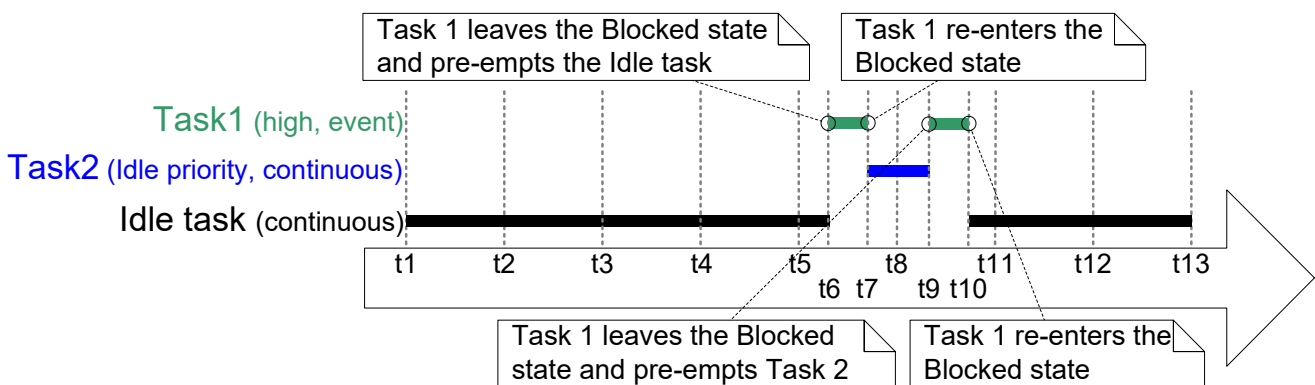 Task 1 leaves the Blocked state
and pre-empts the Idle task
Task 1 re-enters the
Blocked state
Task1 (high, event)
Task2 (Idle priority, continuous)
Idle task (continuous)
t1 t2 t3 t4 t5 t8 t11 t12 t13
t6 t7 t9 t10
Task 1 leaves the Blocked
state and pre-empts Task 2
Task 1 re-enters the
Blocked state